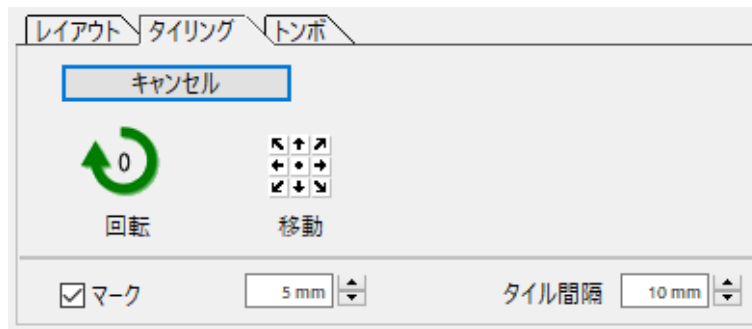 レイアウト タイリング トンボ
キャンセル
0
回転 移動
マーク 5 mm タイル間隔 10 mm